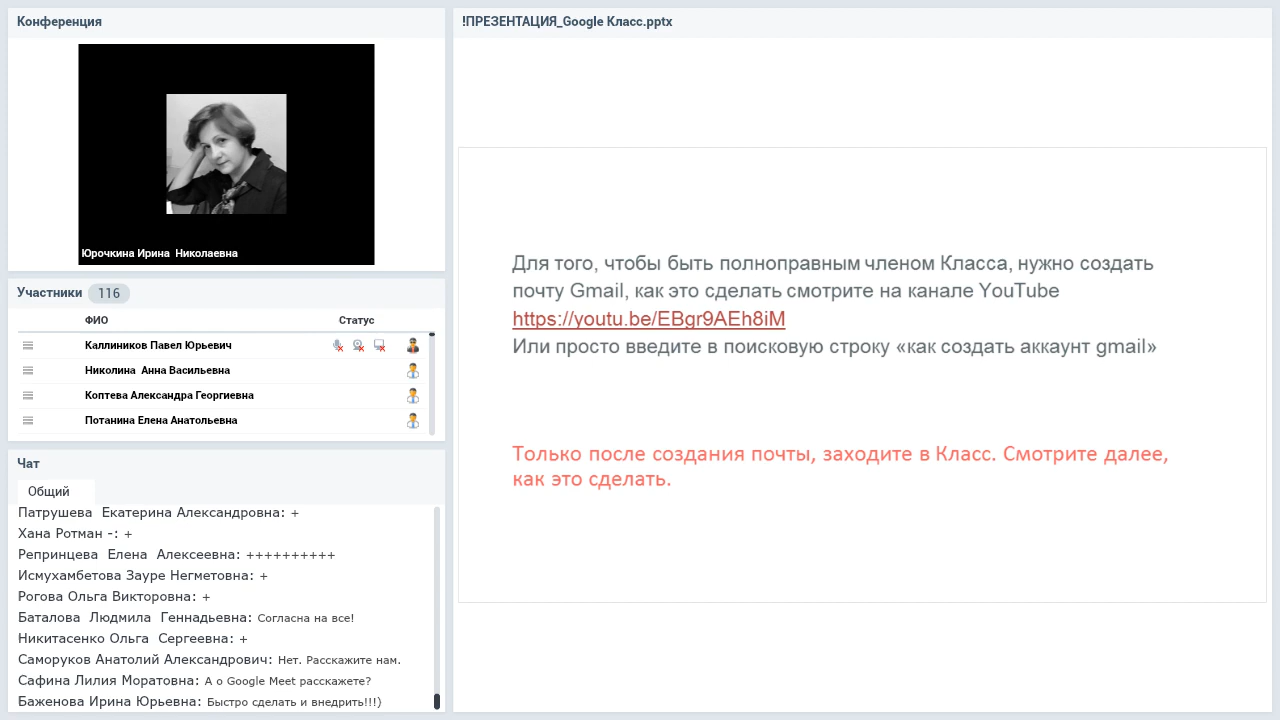 Конференция
Юрочкина Ирина Николаевна
Участники 116
ФИО Статус
Каллиников Павел Юрьевич
Николина Анна Васильевна
Коптева Александра Георгиевна
Потанина Елена Анатольевна
Чат
Общий
Патрушева Екатерина Александровна: +
Хана Ротман -: +
Репринцева Елена Алексеевна: ++++++++++
Исмухамбетова Зауре Негметовна: +
Рогова Ольга Викторовна: +
Баталова Людмила Геннадьевна: Согласна на все!
Никитасенко Ольга Сергеевна: +
Саморуков Анатолий Александрович: Нет. Расскажите нам.
Сафина Лилия Моратовна: А о Google Meet расскажете?
Баженова Ирина Юрьевна: Быстро сделать и внедрить!!!)
!ПРЕЗЕНТАЦИЯ_Google Класс.pptx
Для того, чтобы быть полноправным членом Класса, нужно создать
почту Gmail, как это сделать смотрите на канале YouTube
https://youtu.be/EBgr9AEh8iM
Или просто введите в поисковую строку «как создать аккаунт gmail»
Только после создания почты, заходите в Класс. Смотрите далее,
как это сделать.